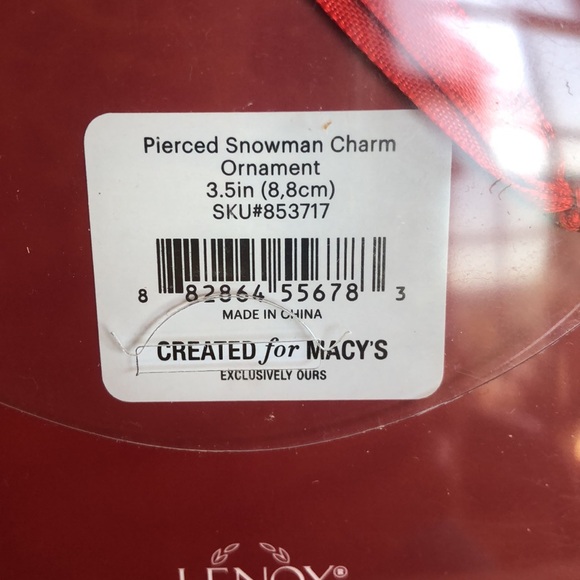 Pierced Snowman Charm
Ornament
3.5in (8,8cm)
SKU#853717
8 82864 55678 3
MADE IN CHINA
CREATED for MACY'S
EXCLUSIVELY OURS
LENOX®